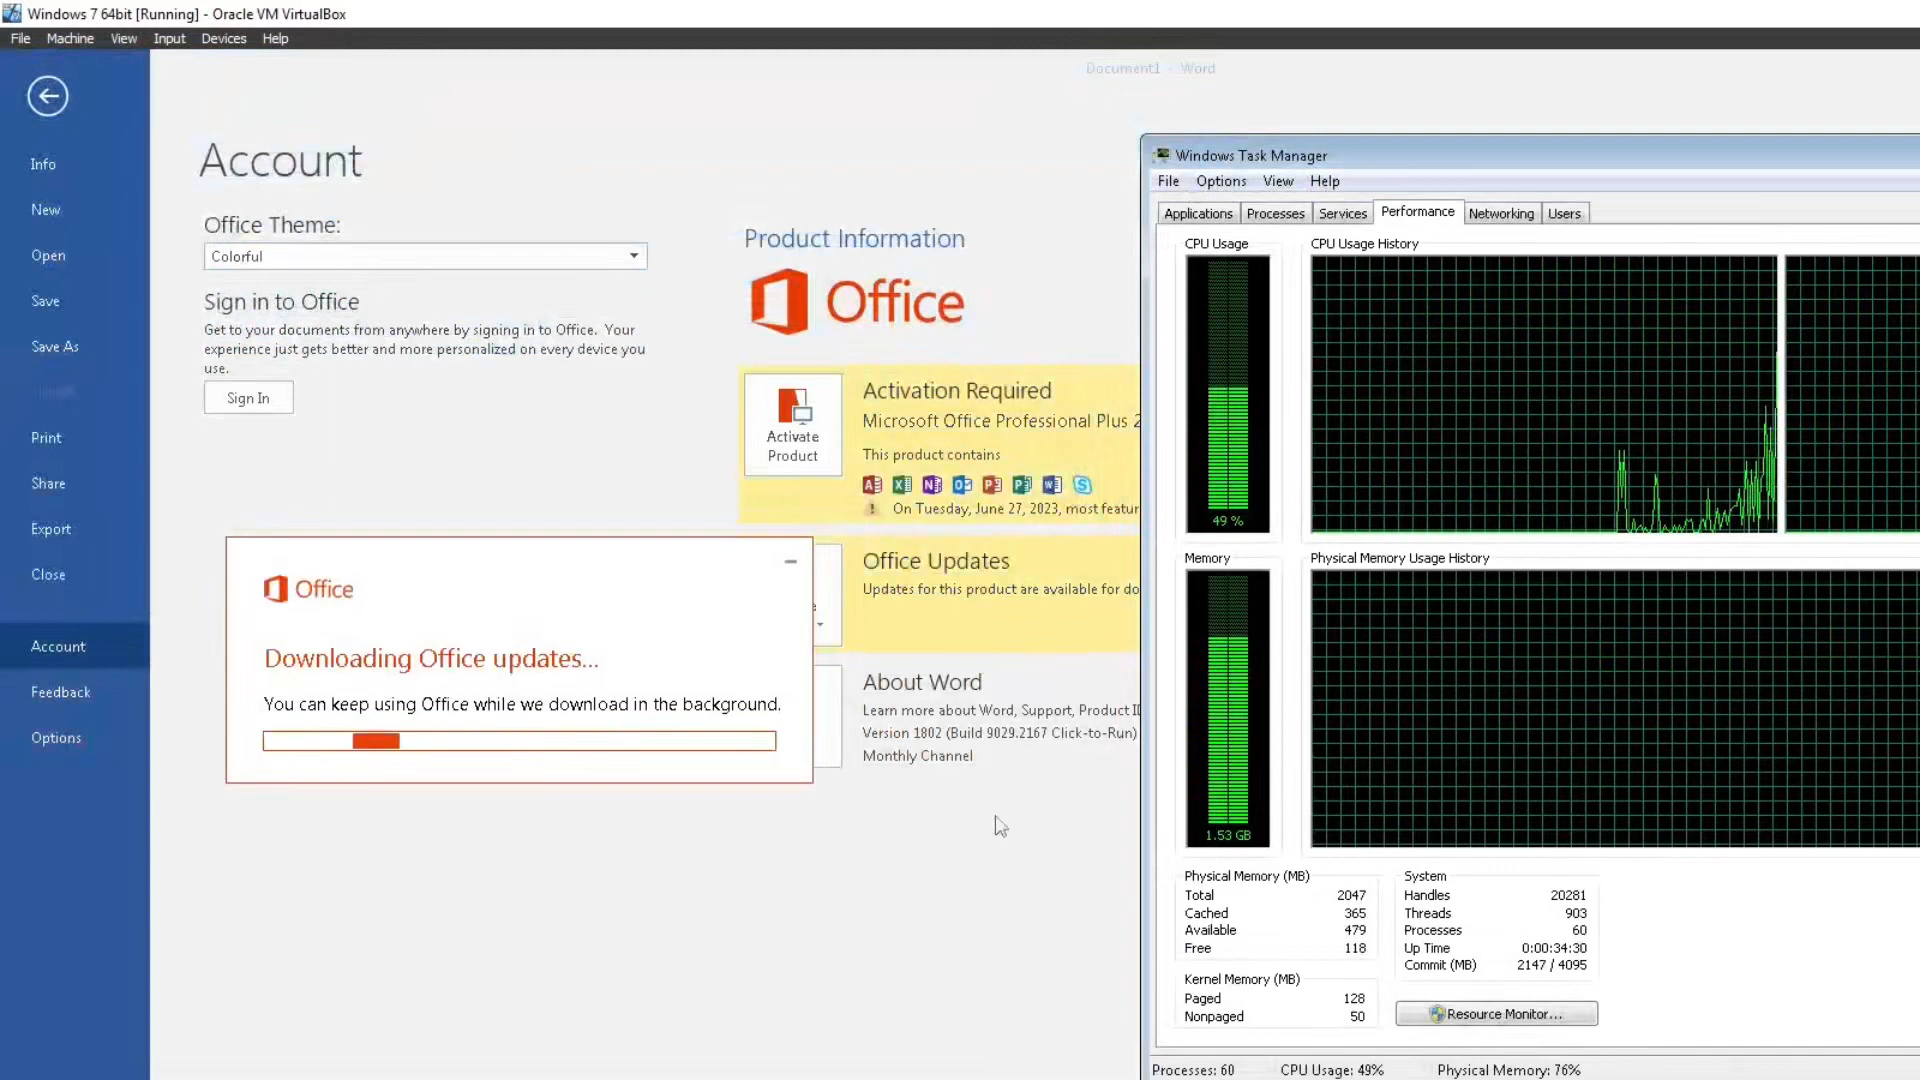 Windows 7 64bit [Running] - Oracle VM VirtualBox
File Machine View Input Devices Help
Document1 - Word
Info
New
Open
Save
Save As
Print
Share
Export
Close
Account
Feedback
Options
Account
Office Theme:
Colorful
Sign in to Office
Get to your documents from anywhere by signing in to Office. Your
experience just gets better and more personalized on every device you
use.
Sign In
Product Information
Office
Activate
Product
Activation Required
Microsoft Office Professional Plus 2
This product contains
On Tuesday, June 27, 2023, most featur
Office Updates
Updates for this product are available for do
About Word
Learn more about Word, Support, Product ID
Version 1802 (Build 9029.2167 Click-to-Run)
Monthly Channel
Office
Downloading Office updates...
You can keep using Office while we download in the background.
Windows Task Manager
File Options View Help
Applications Processes Services Performance Networking Users
CPU Usage
CPU Usage History
49 %
Memory
Physical Memory Usage History
1.53 GB
Physical Memory (MB)
Total 2047
Cached 365
Available 479
Free 118
Kernel Memory (MB)
Paged 128
Nonpaged 50
System
Handles 20281
Threads 903
Processes 60
Up Time 0:00:34:30
Commit (MB) 2147 / 4095
Resource Monitor...
Processes: 60 CPU Usage: 49% Physical Memory: 76%